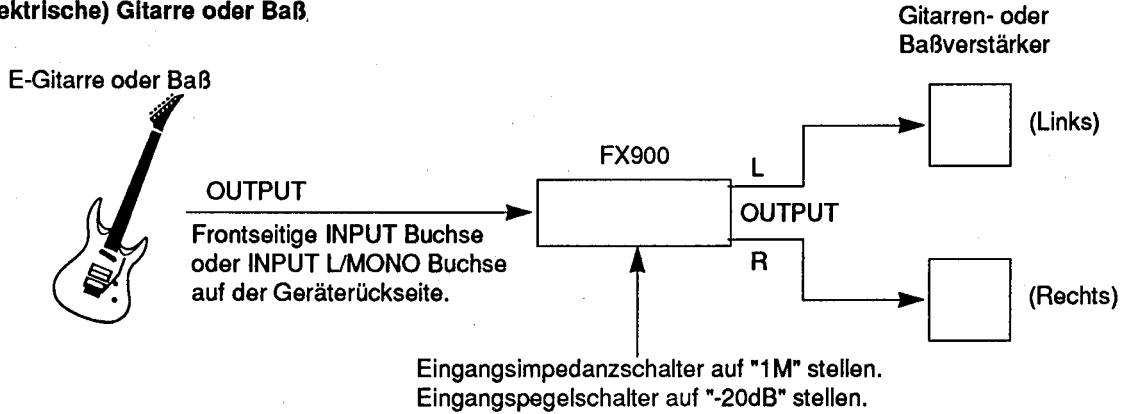 ektrische) Gitarre oder Baß
Gitarren- oder
Baßverstärker
E-Gitarre oder Baß
(Links)
FX900
L
OUTPUT
OUTPUT
Frontseitige INPUT Buchse
oder INPUT L/MONO Buchse
auf der Geräterückseite.
R
(Rechts)
Eingangsimpedanzschalter auf "1M" stellen.
Eingangspegelschalter auf "-20dB" stellen.